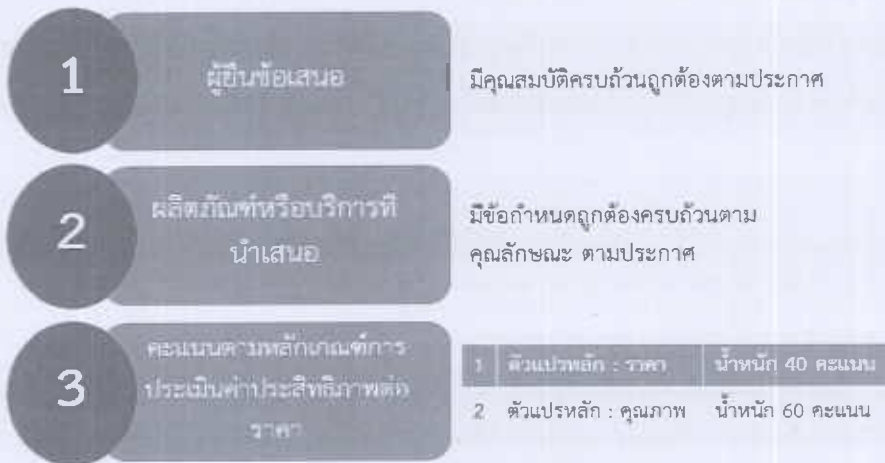 1
ผู้ยื่นข้อเสนอ
มีคุณสมบัติครบถ้วนถูกต้องตามประกาศ
2
ผลิตภัณฑ์หรือบริการที่
นำเสนอ
มีข้อกำหนดถูกต้องครบถ้วนตาม
คุณลักษณะ ตามประกาศ
3
คะแนนตามหลักเกณฑ์การ
ประเมินค่าประสิทธิภาพต่อ
ราคา
1 ตัวแปรหลัก : ราคา น้ำหนัก 40 คะแนน
2 ตัวแปรหลัก : คุณภาพ น้ำหนัก 60 คะแนน